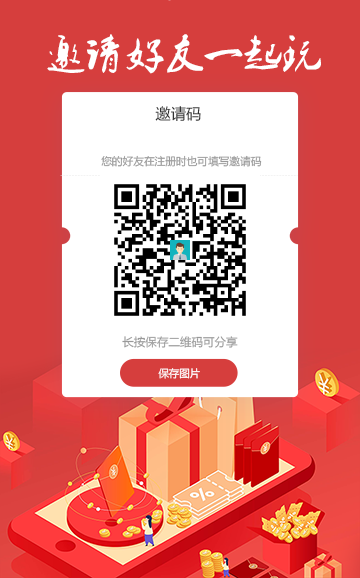 邀请好友一起玩
邀请码
您的好友在注册时也可填写邀请码
长按保存二维码可分享
保存图片